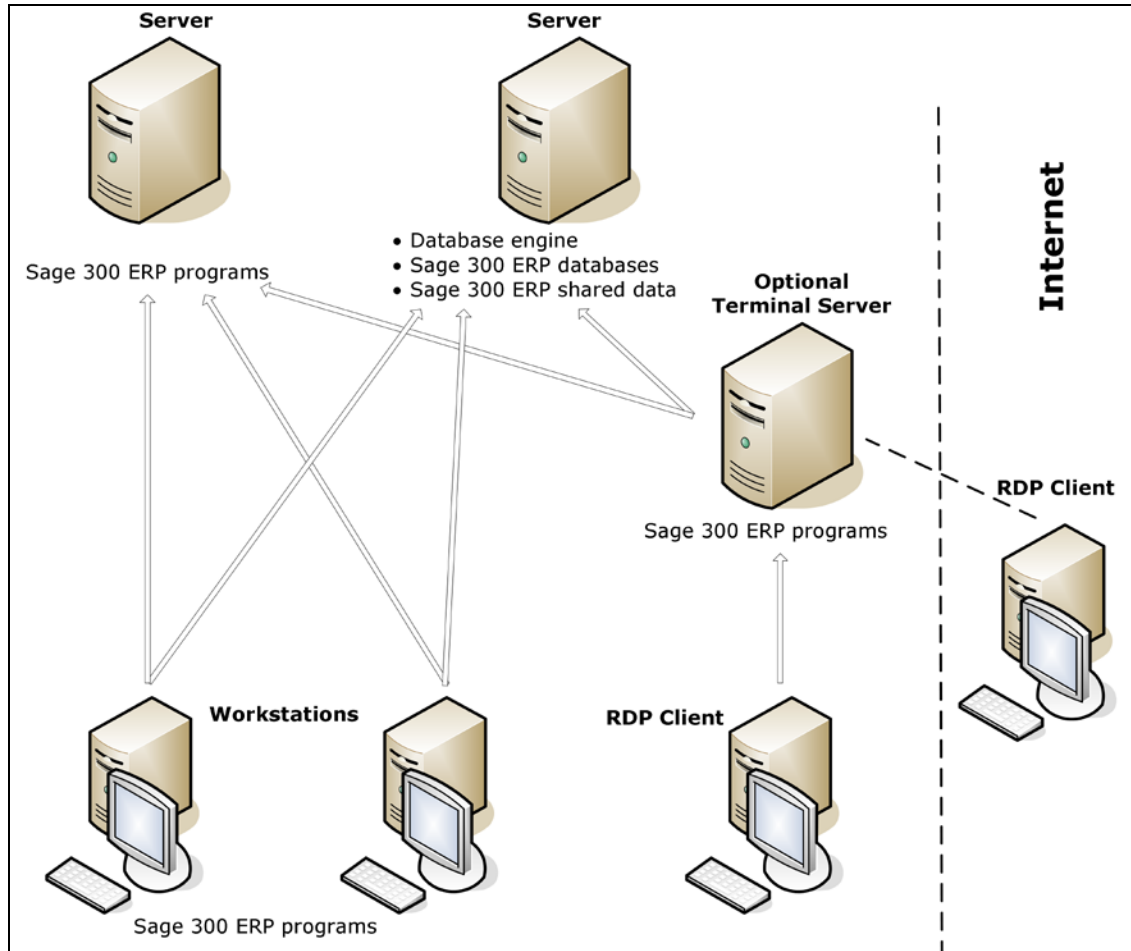 Server
Server
Sage 300 ERP programs
• Database engine
• Sage 300 ERP databases
• Sage 300 ERP shared data
Optional
Terminal Server
Internet
Sage 300 ERP programs
RDP Client
Workstations
RDP Client
Sage 300 ERP programs